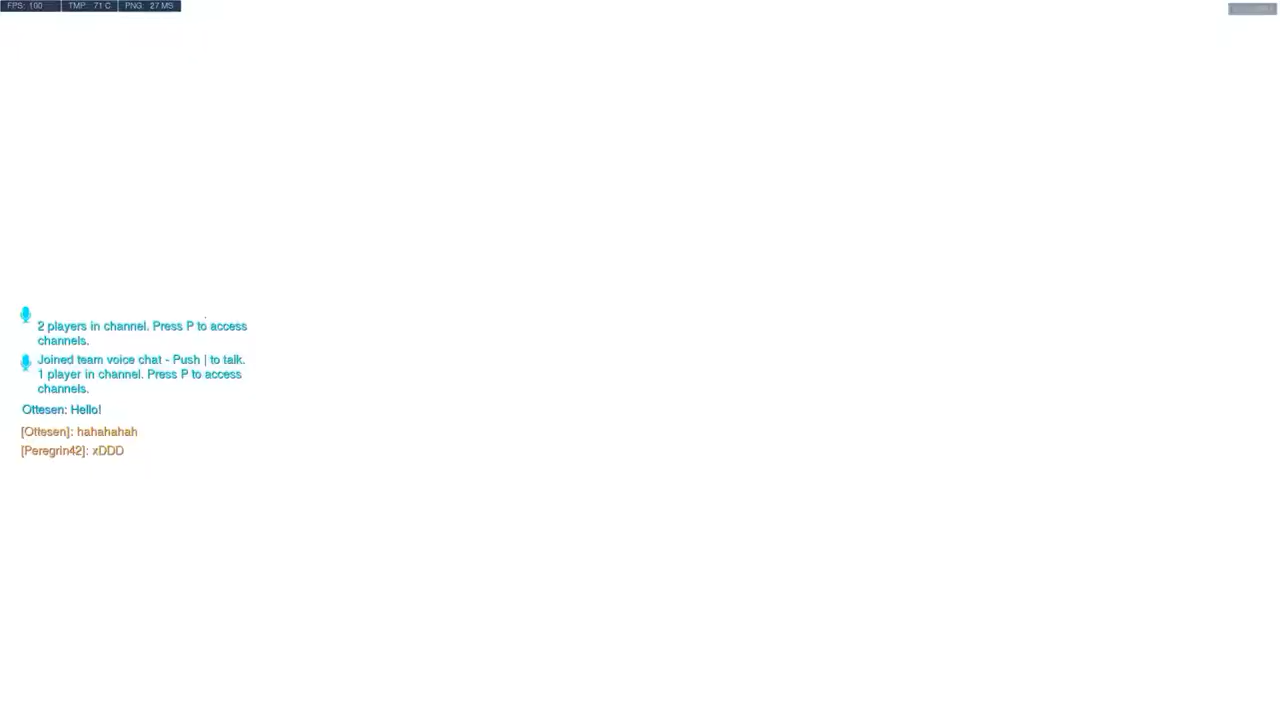 FPS: 100 TMP: 71 C PNG: 27 MS
2 players in channel. Press P to access
channels.
Joined team voice chat - Push | to talk.
1 player in channel. Press P to access
channels.
Ottesen: Hello!
[Ottesen]: hahahahah
[Peregrin42]: xDDD